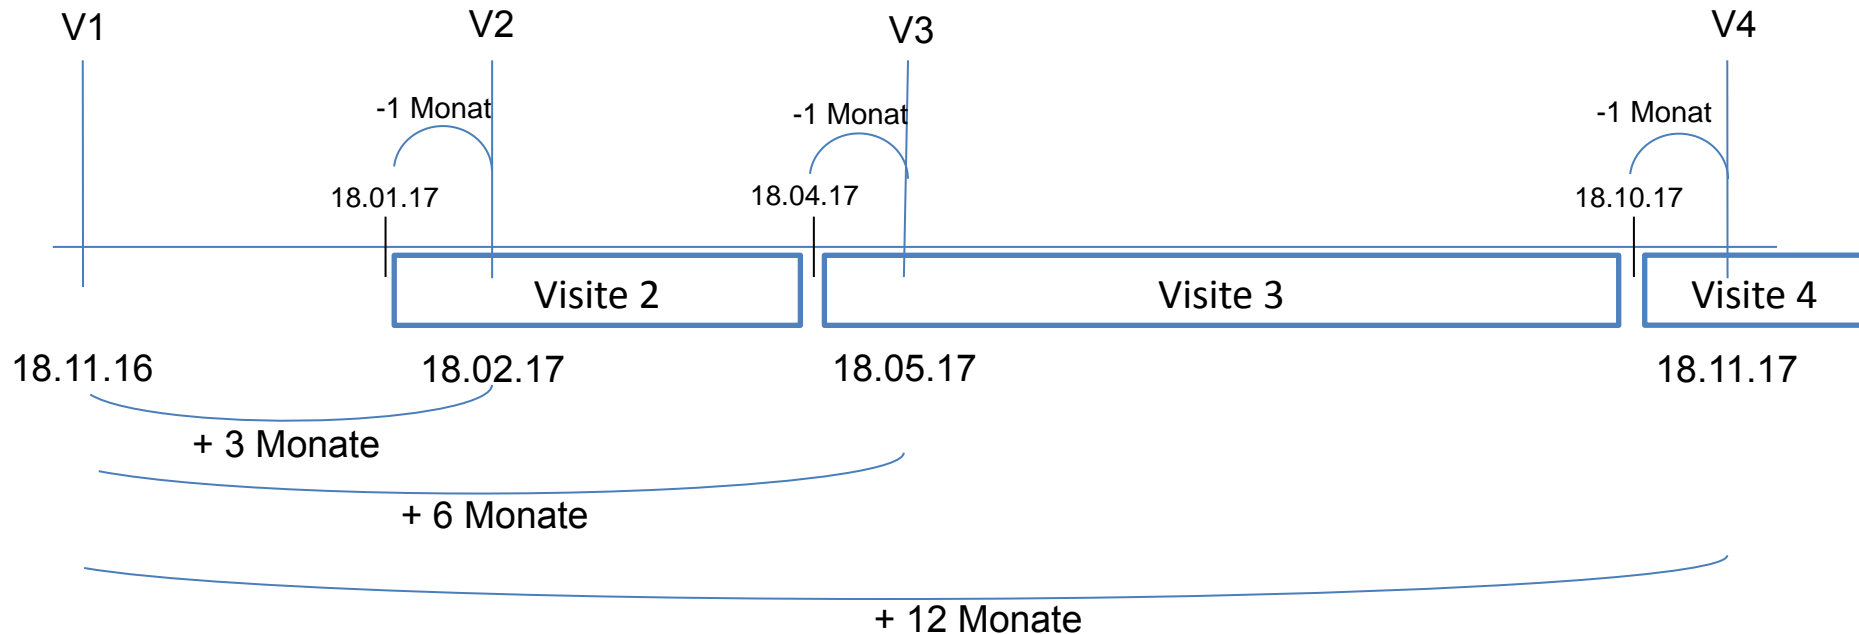 V1
V2
V3
V4
-1 Monat
-1 Monat
-1 Monat
18.01.17
18.04.17
18.10.17
Visite 2
Visite 3
Visite 4
18.11.16
18.02.17
18.05.17
18.11.17
+ 3 Monate
+ 6 Monate
+ 12 Monate